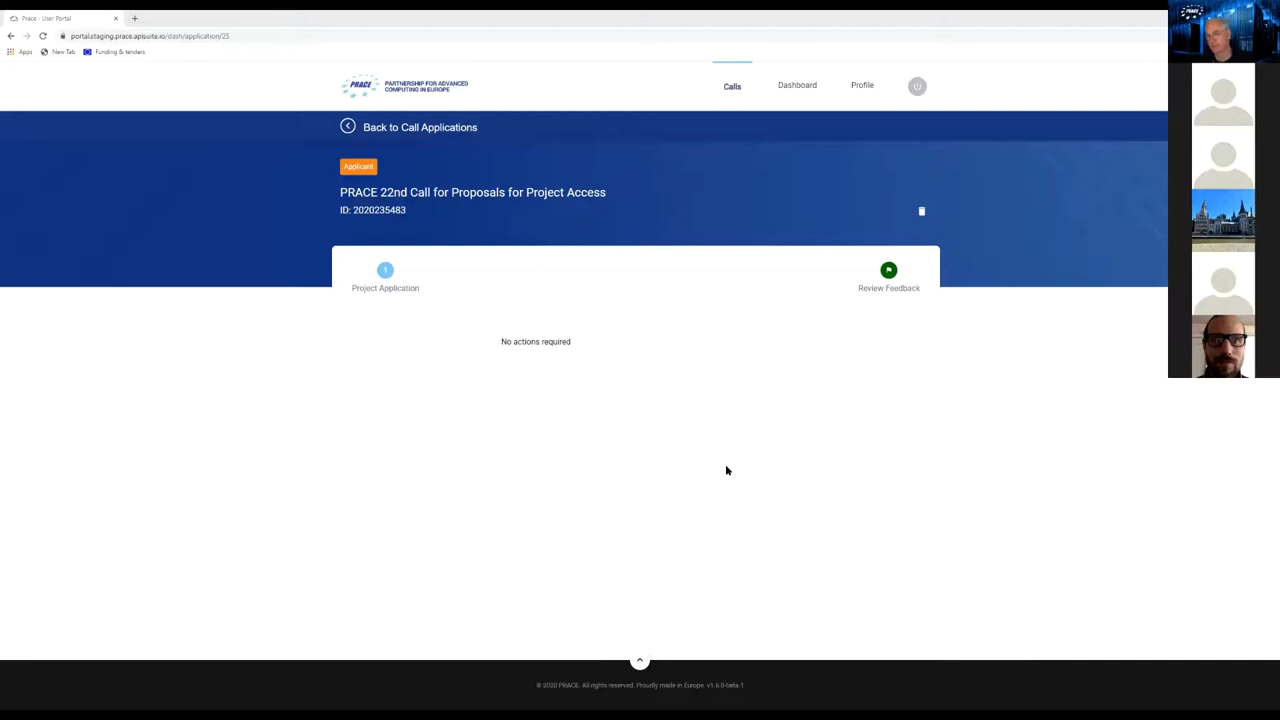 Prace - User Portal
portal.staging.prace.apisuite.io/dash/application/25
Apps
New Tab
Funding & tenders
PRACE
PARTNERSHIP FOR ADVANCED
COMPUTING IN EUROPE
Calls
Dashboard
Profile
Back to Call Applications
Applicant
PRACE 22nd Call for Proposals for Project Access
ID: 2020235483
1
Project Application
Review Feedback
No actions required
© 2020 PRACE. All rights reserved. Proudly made in Europe. v1.6.0-beta-1
PRACE